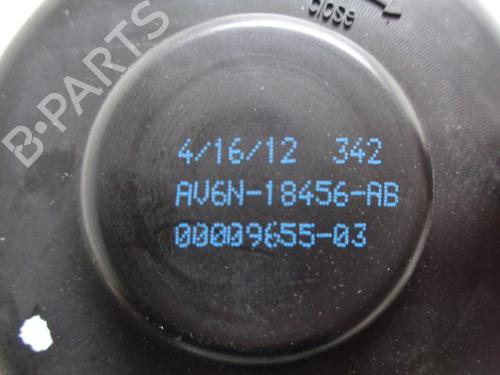 close
B-PARTS
4/16/12 342
AV6N-18456-AB
00009655-03